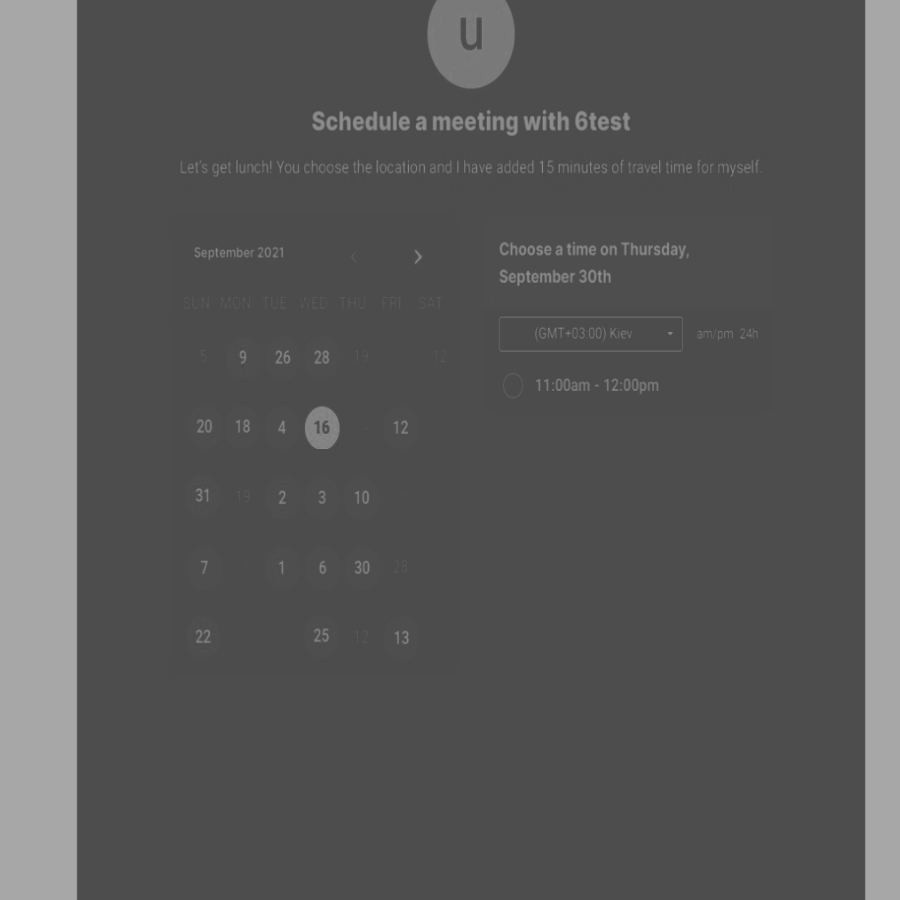 u
Schedule a meeting with 6test
Let's get lunch! You choose the location and I have added 15 minutes of travel time for myself.
September 2021
SUN MON TUE WED THU FRI SAT
5 9 26 28 19 12
20 18 4 16 12
31 19 2 3 10
7 1 6 30 28
22 25 12 13
Choose a time on Thursday,
September 30th
(GMT+03:00) Kiev am/pm 24h
11:00am - 12:00pm